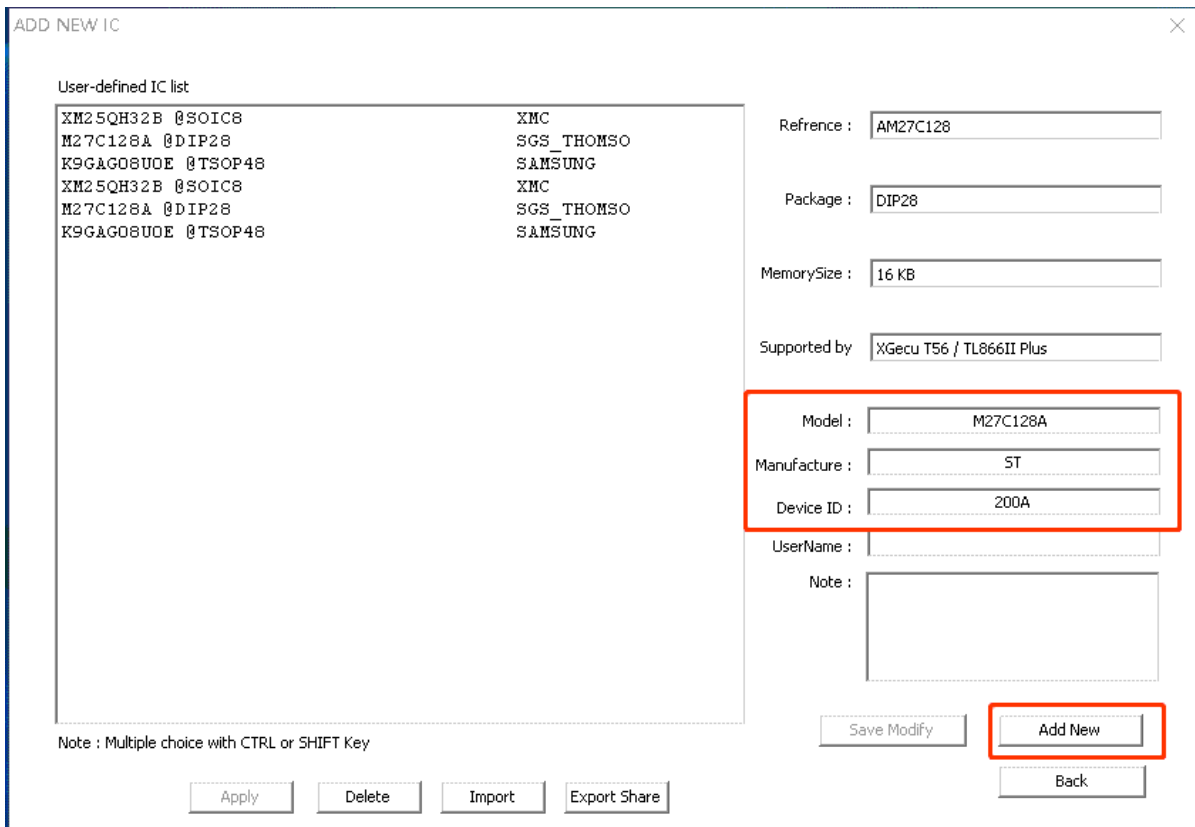 ADD NEW IC
User-defined IC list
XM25QH32B @SOIC8 XMC
M27C128A @DIP28 SGS_THOMSO
K9GAG08U0E @TSOP48 SAMSUNG
XM25QH32B @SOIC8 XMC
M27C128A @DIP28 SGS_THOMSO
K9GAG08U0E @TSOP48 SAMSUNG
Note : Multiple choice with CTRL or SHIFT Key
Apply Delete Import Export Share
Refrence : AM27C128
Package : DIP28
MemorySize : 16 KB
Supported by XGecu T56 / TL866II Plus
Model : M27C128A
Manufacture : ST
Device ID : 200A
UserName :
Note :
Save Modify Add New
Back